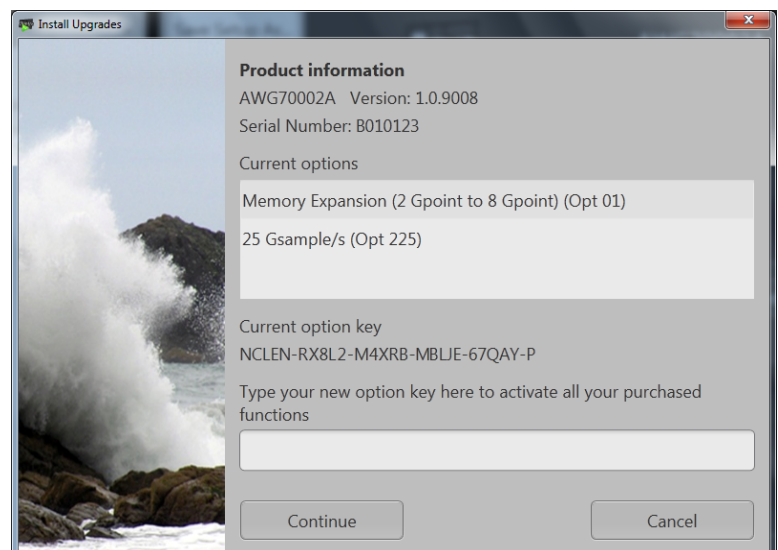 Install Upgrades
Product information
AWG70002A Version: 1.0.9008
Serial Number: B010123
Current options
Memory Expansion (2 Gpoint to 8 Gpoint) (Opt 01)
25 Gsample/s (Opt 225)
Current option key
NCLEN-RX8L2-M4XRB-MBLJE-67QAY-P
Type your new option key here to activate all your purchased
functions
Continue
Cancel